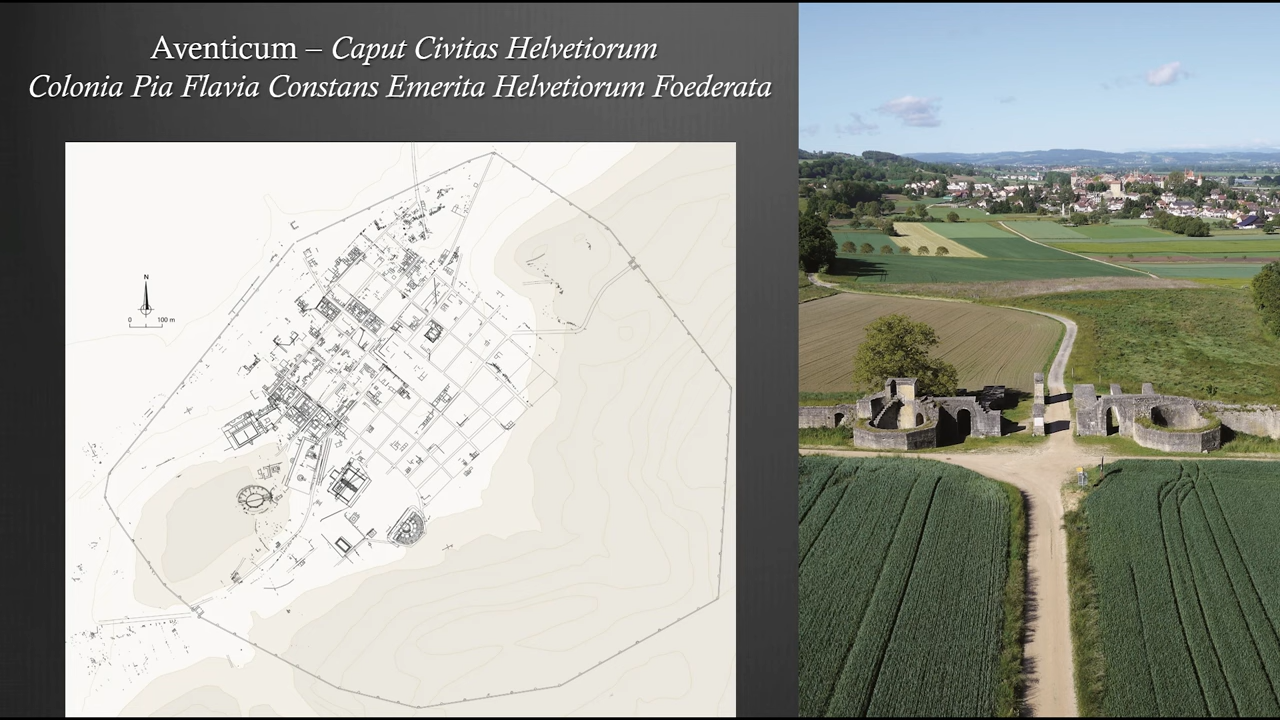 Aventicum – Caput Civitas Helvetiorum
Colonia Pia Flavia Constans Emerita Helvetiorum Foederata
N
0 100 m